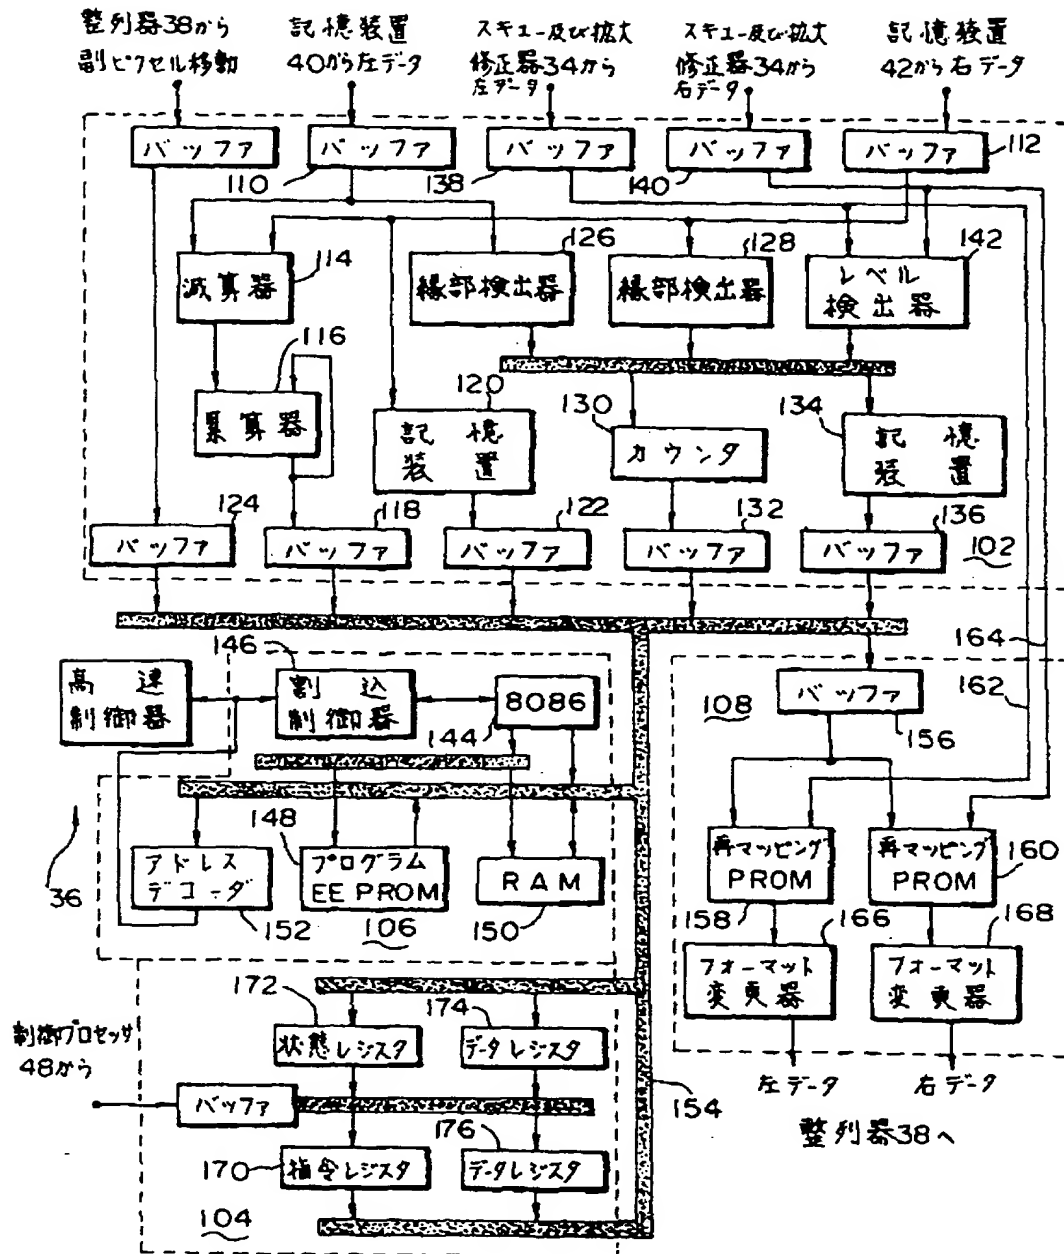 整列器38から
副ピクセル移動
記憶装置
40から左データ
スキュー及び拡大
修正器34から
左データ
スキュー及び拡大
修正器34から
右データ
記憶装置
42から右データ
バッファ
バッファ
バッファ
バッファ
バッファ
110
138
140
112
減算器
114
縁部検出器
126
縁部検出器
128
レベル
検出器
142
累算器
116
記憶
装置
120
カウンタ
130
記憶
装置
134
バッファ
124
バッファ
118
バッファ
122
バッファ
132
バッファ
136
102
高速
制御器
146
割込
制御器
8086
144
164
162
バッファ
108
156
36
アドレス
デコーダ
152
148
プログラム
EEPROM
106
RAM
150
再マッピング
PROM
158
再マッピング
PROM
160
フォーマット
変更器
166
フォーマット
変更器
168
左データ
右データ
整列器38へ
154
172
状態レジスタ
174
データレジスタ
制御プロセッサ
48から
バッファ
170
指令レジスタ
176
データレジスタ
104